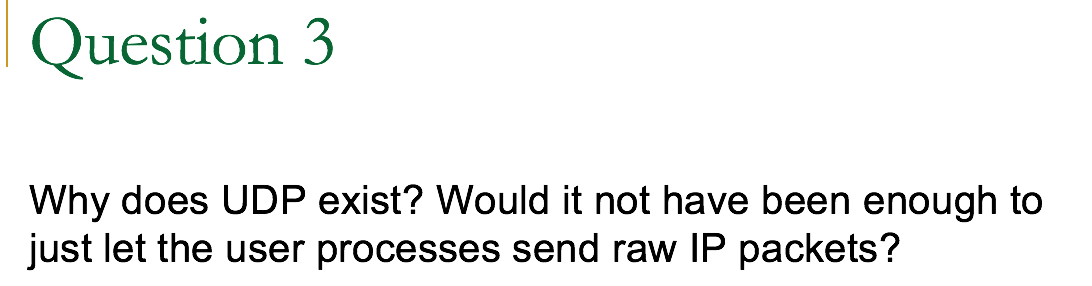 Question 3
Why does UDP exist? Would it not have been enough to
just let the user processes send raw IP packets?